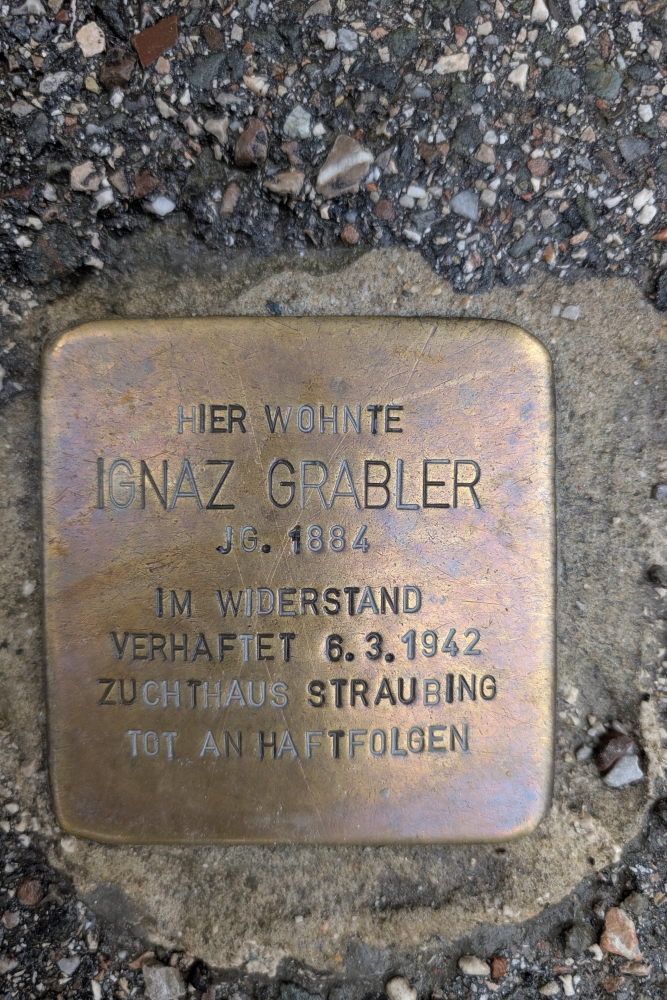 HIER WOHNTE
IGNAZ GRABLER
JG. 1884
IM WIDERSTAND
VERHAFTET 6.3.1942
ZUCHTHAUS STRAUBING
TOT AN HAFTFOLGEN